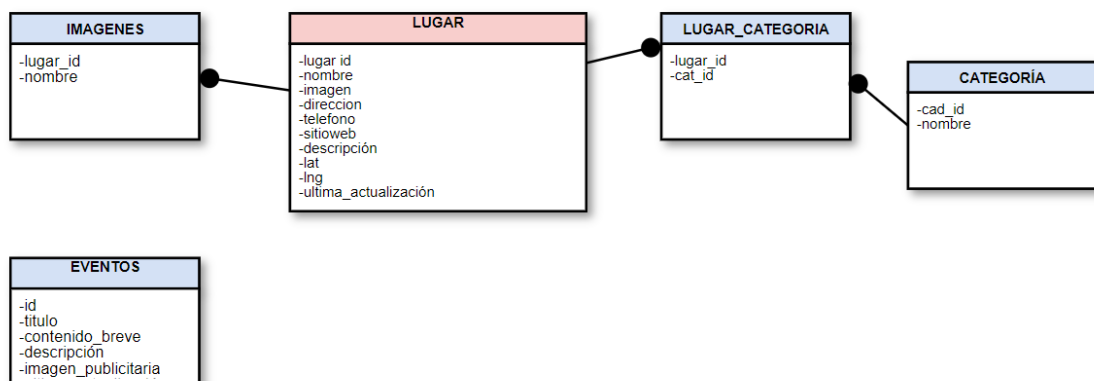 IMAGENES
-lugar_id
-nombre
LUGAR
-lugar id
-nombre
-imagen
-direccion
-telefono
-sitioweb
-descripción
-lat
-lng
-ultima_actualización
LUGAR_CATEGORIA
-lugar_id
-cat_id
CATEGORÍA
-cad_id
-nombre
EVENTOS
-id
-titulo
-contenido_breve
-descripción
-imagen_publicitaria